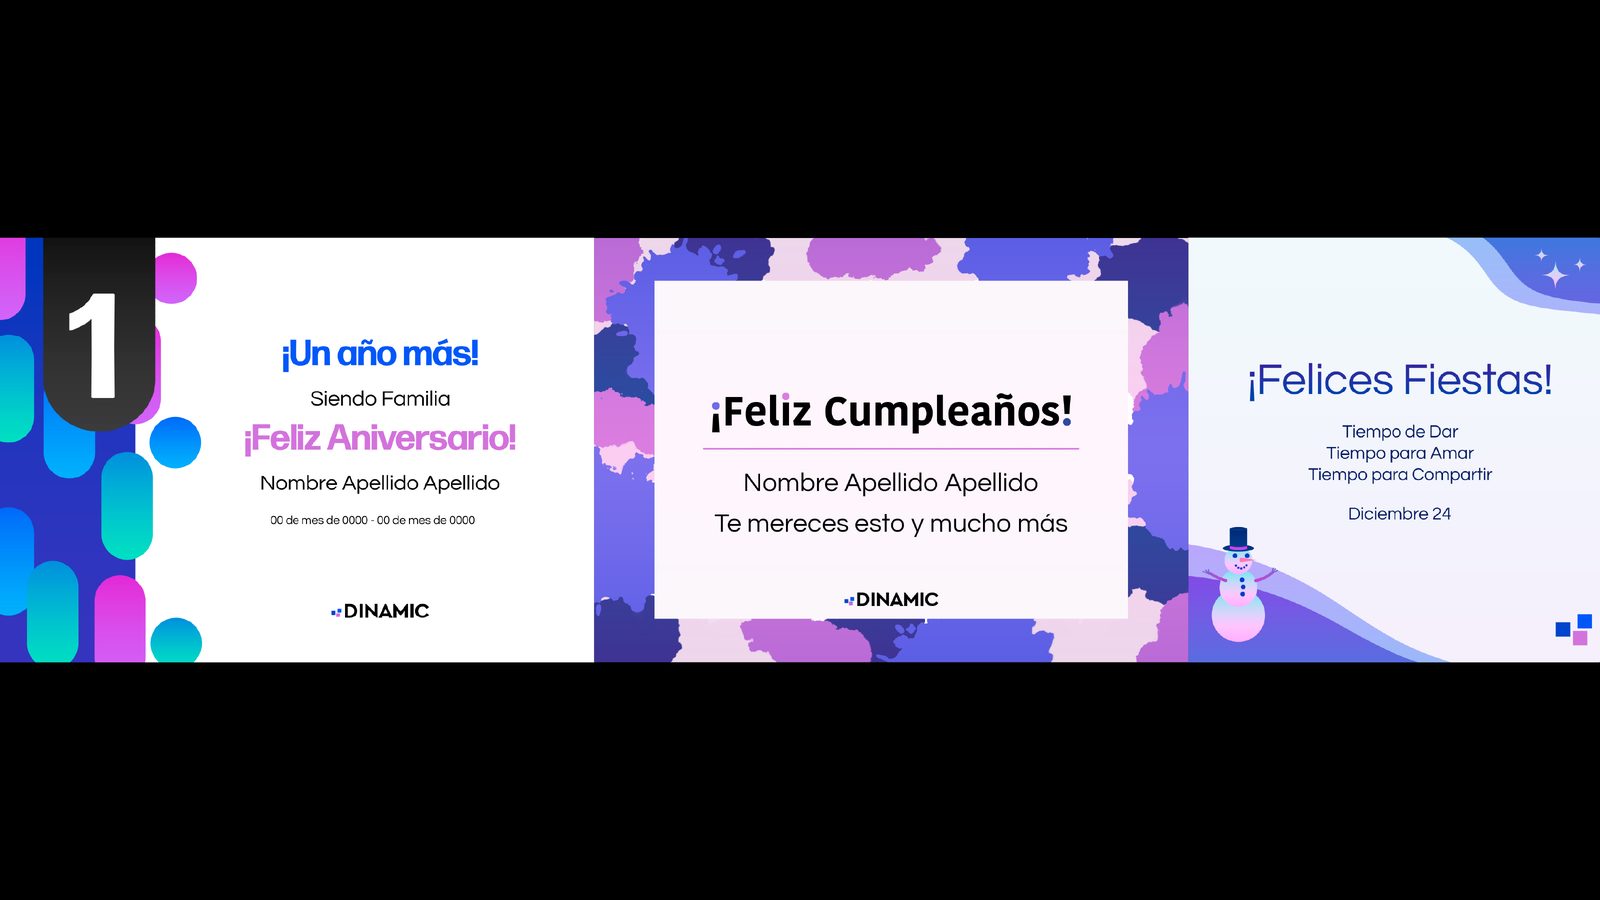 1
¡Un año más!
Siendo Familia
¡Feliz Aniversario!
Nombre Apellido Apellido
00 de mes de 0000 - 00 de mes de 0000
DINAMIC
¡Feliz Cumpleaños!
Nombre Apellido Apellido
Te mereces esto y mucho más
DINAMIC
¡Felices Fiestas!
Tiempo de Dar
Tiempo para Amar
Tiempo para Compartir
Diciembre 24